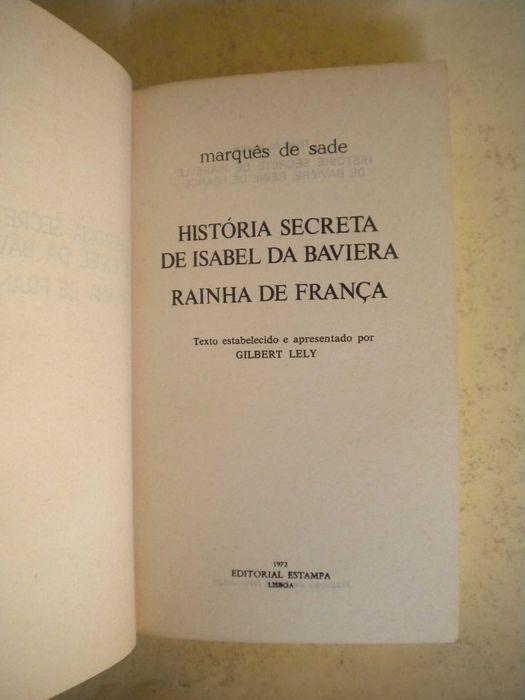 marquês de sade
HISTÓRIA SECRETA
DE ISABEL DA BAVIERA
RAINHA DE FRANÇA
Texto estabelecido e apresentado por
GILBERT LELY
1972
EDITORIAL ESTAMPA
LISBOA